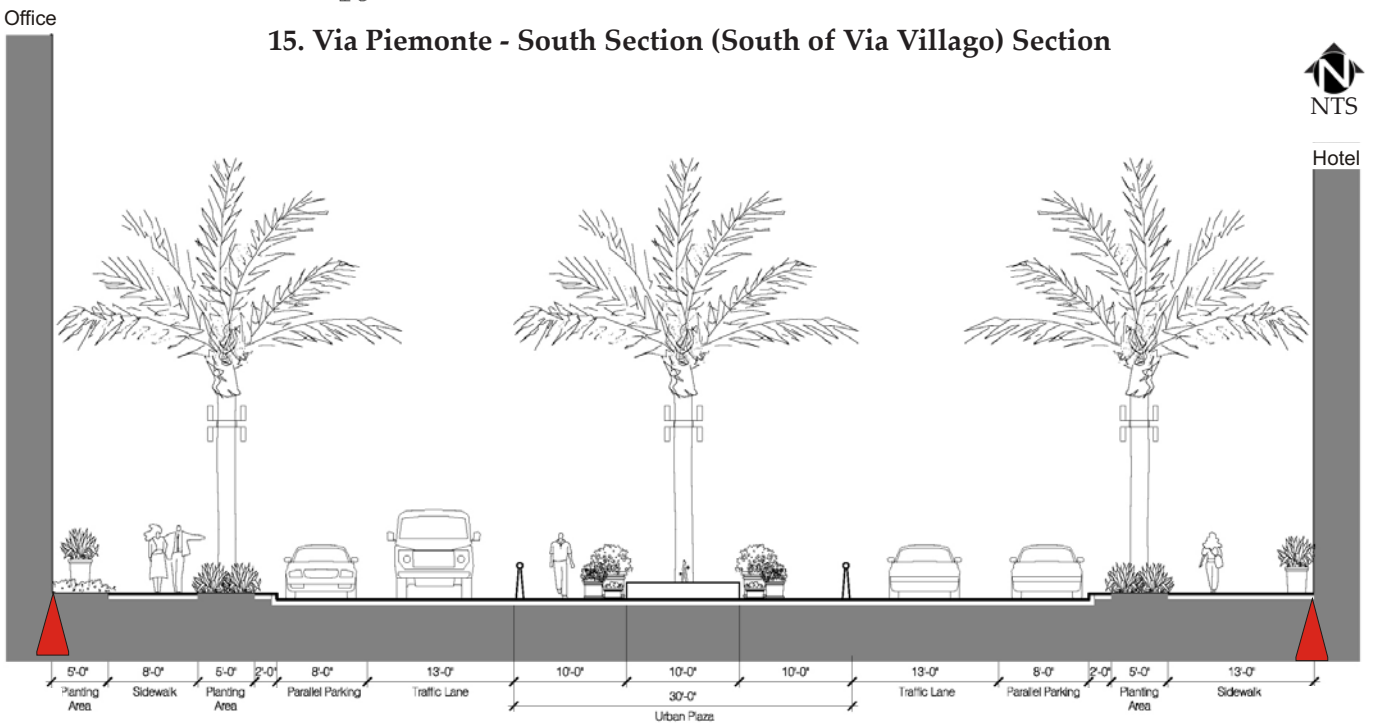 Office
15. Via Piemonte - South Section (South of Via Villago) Section
N
NTS
Hotel
5'-0" 8'-0" 5'-0" 2'-0" 8'-0" 13'-0" 10'-0" 10'-0" 10'-0" 13'-0" 8'-0" 2'-0" 5'-0" 13'-0"
Planting Area Sidewalk Planting Area Parallel Parking Traffic Lane 30'-0" Traffic Lane Parallel Parking Planting Area Sidewalk
Urban Plaza